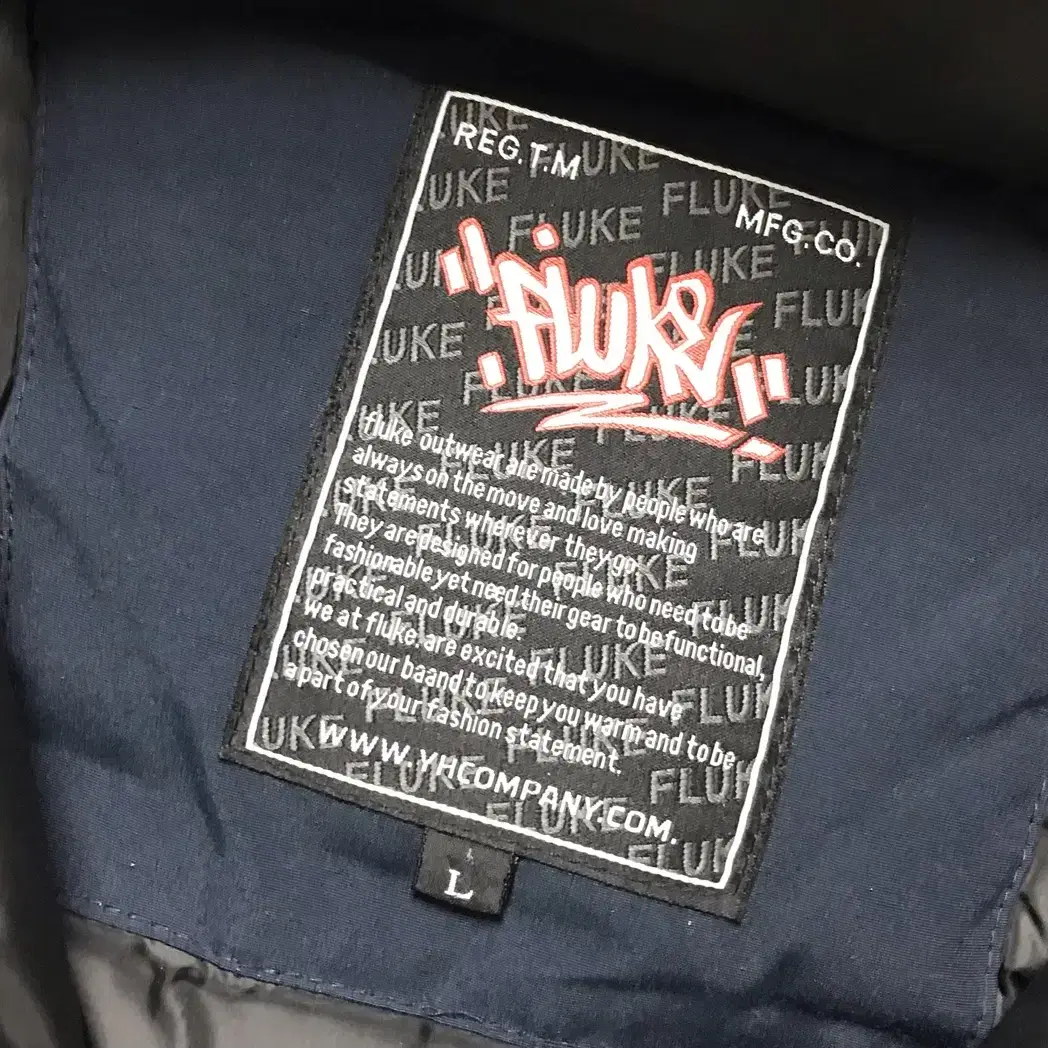 REG.T.M
MFG.CO.
"FLUKE"
fluke outwear are made by people who are
always on the move and love making
statements wherever they go
They are designed for people who need to be
fashionable yet need their gear to be functional,
practical and durable.
we at fluke. are excited that you have
chosen our baand to keep you warm and to be
a part of your fashion statement.
WWW.YHCOMPANY.COM.
L